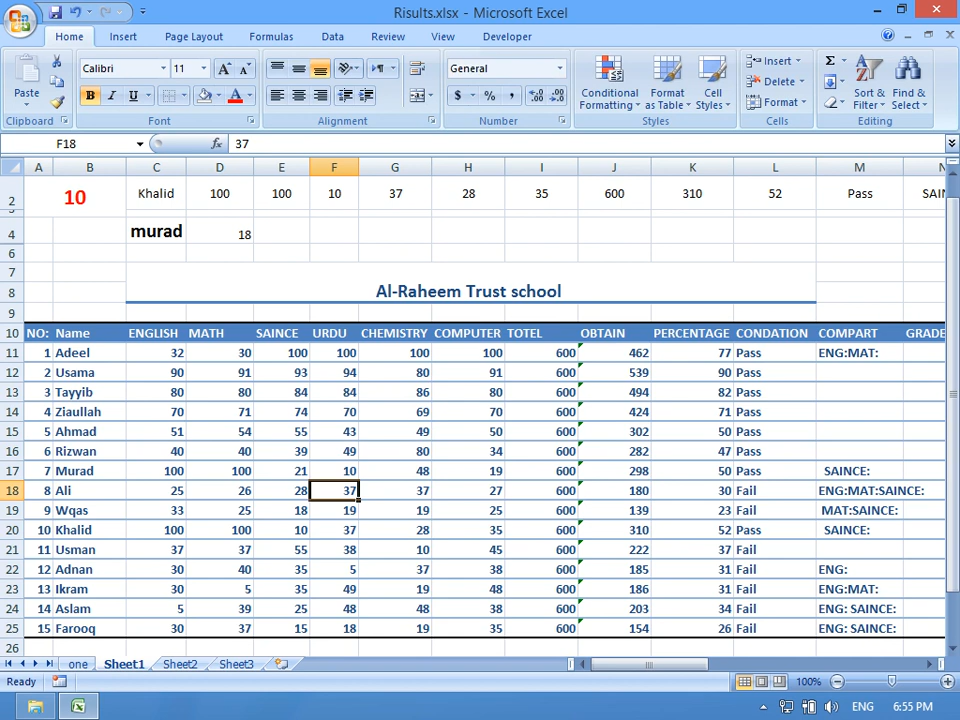 Risults.xlsx - Microsoft Excel
Home Insert Page Layout Formulas Data Review View Developer
Paste
Calibri 11 General
B I U $ % ,
Conditional Formatting Format as Table Cell Styles
Insert
Delete
Format
Sort & Filter Find & Select
Clipboard Font Alignment Number Styles Cells Editing
F18 fx 37
A B C D E F G H I J K L M N
2 10 Khalid 100 100 10 37 28 35 600 310 52 Pass SAIN
3
4 murad 18
6
7
8 Al-Raheem Trust school
9
10 NO: Name ENGLISH MATH SAINCE URDU CHEMISTRY COMPUTER TOTEL OBTAIN PERCENTAGE CONDATION COMPART GRADE
11 1 Adeel 32 30 100 100 100 100 600 462 77 Pass ENG:MAT:
12 2 Usama 90 91 93 94 80 91 600 539 90 Pass
13 3 Tayyib 80 80 84 84 86 80 600 494 82 Pass
14 4 Ziaullah 70 71 74 70 69 70 600 424 71 Pass
15 5 Ahmad 51 54 55 43 49 50 600 302 50 Pass
16 6 Rizwan 40 40 39 49 80 34 600 282 47 Pass
17 7 Murad 100 100 21 10 48 19 600 298 50 Pass SAINCE:
18 8 Ali 25 26 28 37 37 27 600 180 30 Fail ENG:MAT:SAINCE:
19 9 Wqas 33 25 18 19 19 25 600 139 23 Fail MAT:SAINCE:
20 10 Khalid 100 100 10 37 28 35 600 310 52 Pass SAINCE:
21 11 Usman 37 37 55 38 10 45 600 222 37 Fail
22 12 Adnan 30 40 35 5 37 38 600 185 31 Fail ENG:
23 13 Ikram 30 5 35 49 19 48 600 186 31 Fail ENG:MAT:
24 14 Aslam 5 39 25 48 48 38 600 203 34 Fail ENG: SAINCE:
25 15 Farooq 30 37 15 18 19 35 600 154 26 Fail ENG: SAINCE:
26
one Sheet1 Sheet2 Sheet3
Ready 100%
ENG 6:55 PM